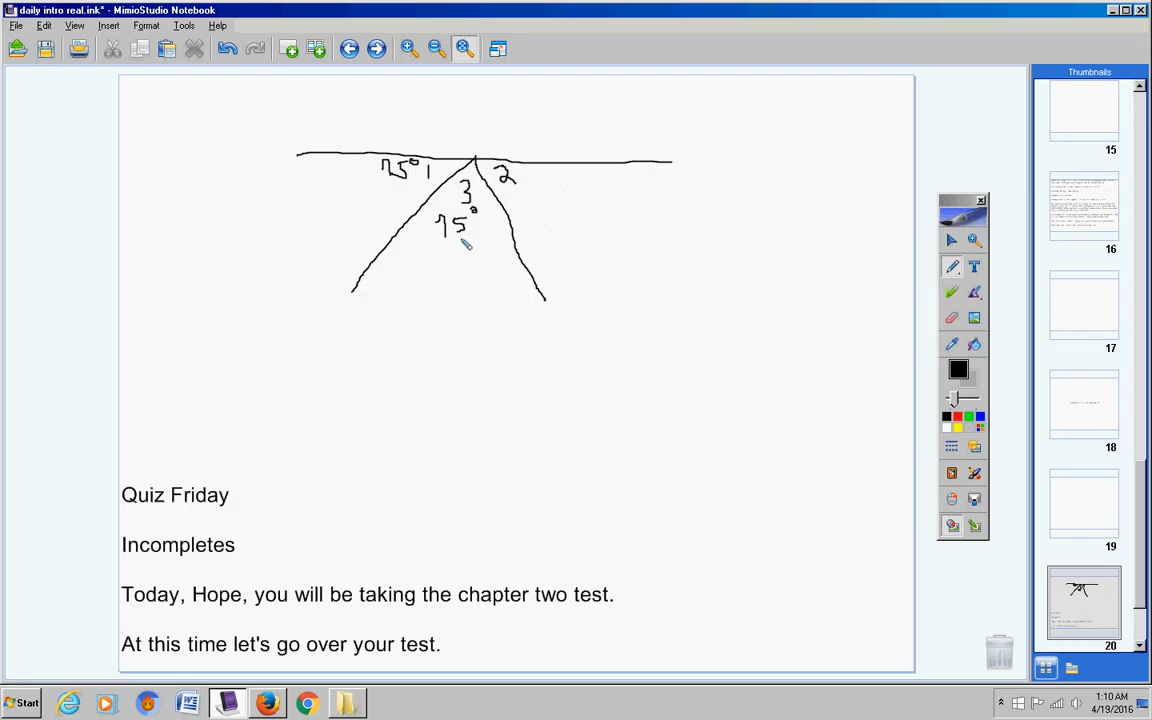 daily intro real.ink* - MimioStudio Notebook
File Edit View Insert Format Tools Help
Thumbnails
15
16
17
18
19
20
75° 1 2
3
75°
Quiz Friday
Incompletes
Today, Hope, you will be taking the chapter two test.
At this time let's go over your test.
T
Start
W
1:10 AM
4/19/2016